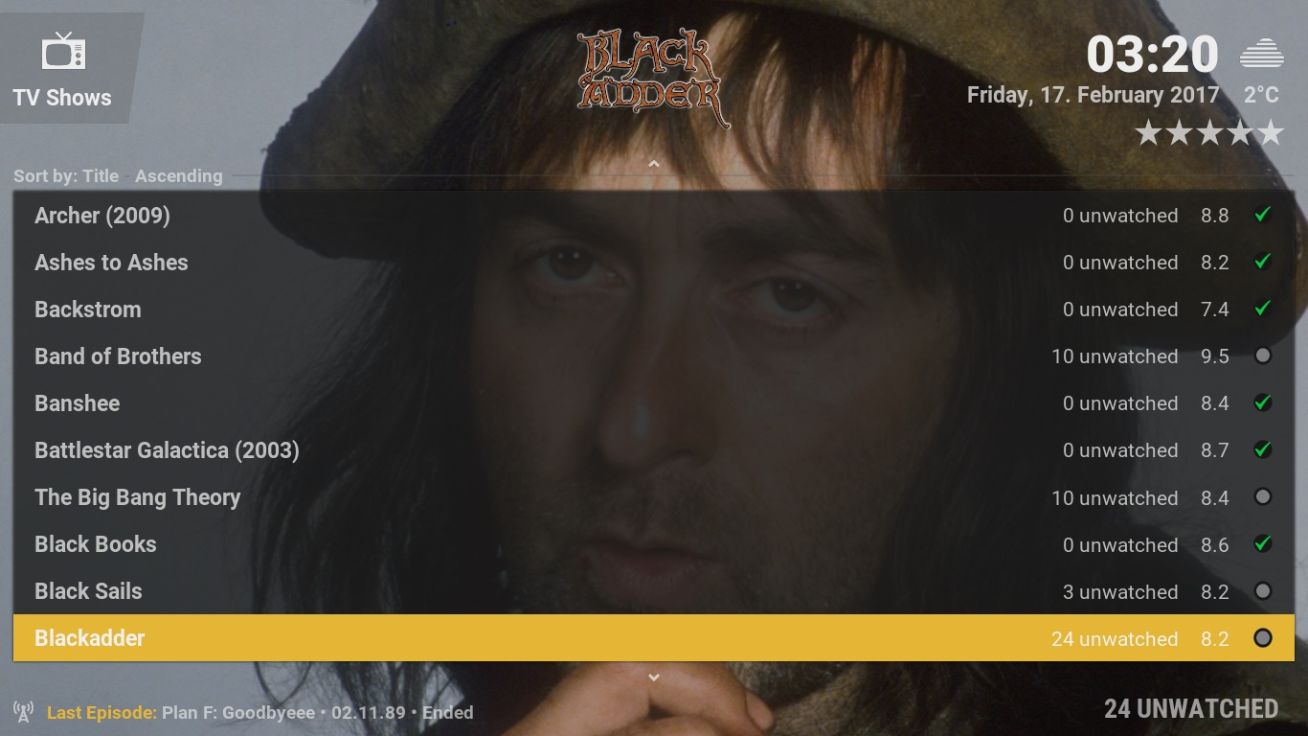 TV Shows
BLACK
ADDER
03:20
Friday, 17. February 2017 2°C
Sort by: Title · Ascending
Archer (2009) 0 unwatched 8.8
Ashes to Ashes 0 unwatched 8.2
Backstrom 0 unwatched 7.4
Band of Brothers 10 unwatched 9.5
Banshee 0 unwatched 8.4
Battlestar Galactica (2003) 0 unwatched 8.7
The Big Bang Theory 10 unwatched 8.4
Black Books 0 unwatched 8.6
Black Sails 3 unwatched 8.2
Blackadder 24 unwatched 8.2
Last Episode: Plan F: Goodbyeee • 02.11.89 • Ended
24 UNWATCHED